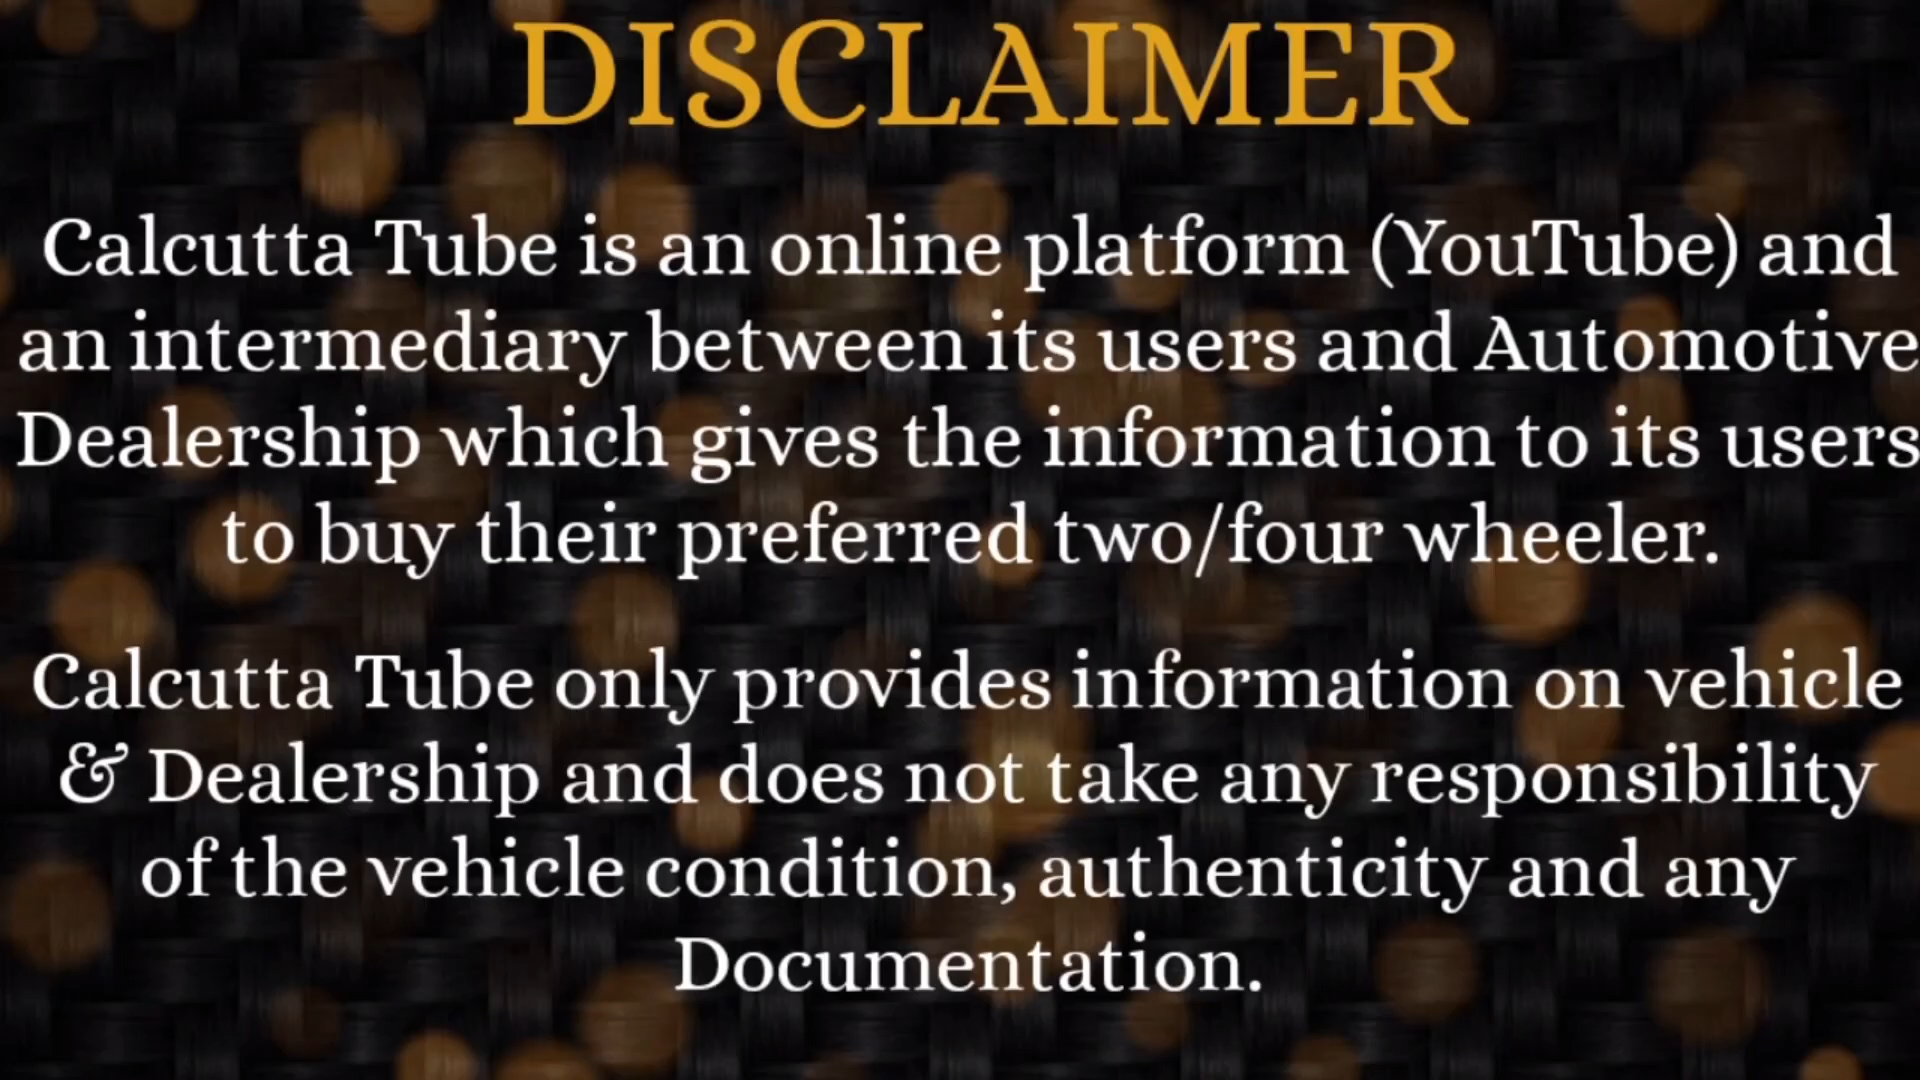 DISCLAIMER
Calcutta Tube is an online platform (YouTube) and
an intermediary between its users and Automotive
Dealership which gives the information to its users
to buy their preferred two/four wheeler.
Calcutta Tube only provides information on vehicle
& Dealership and does not take any responsibility
of the vehicle condition, authenticity and any
Documentation.